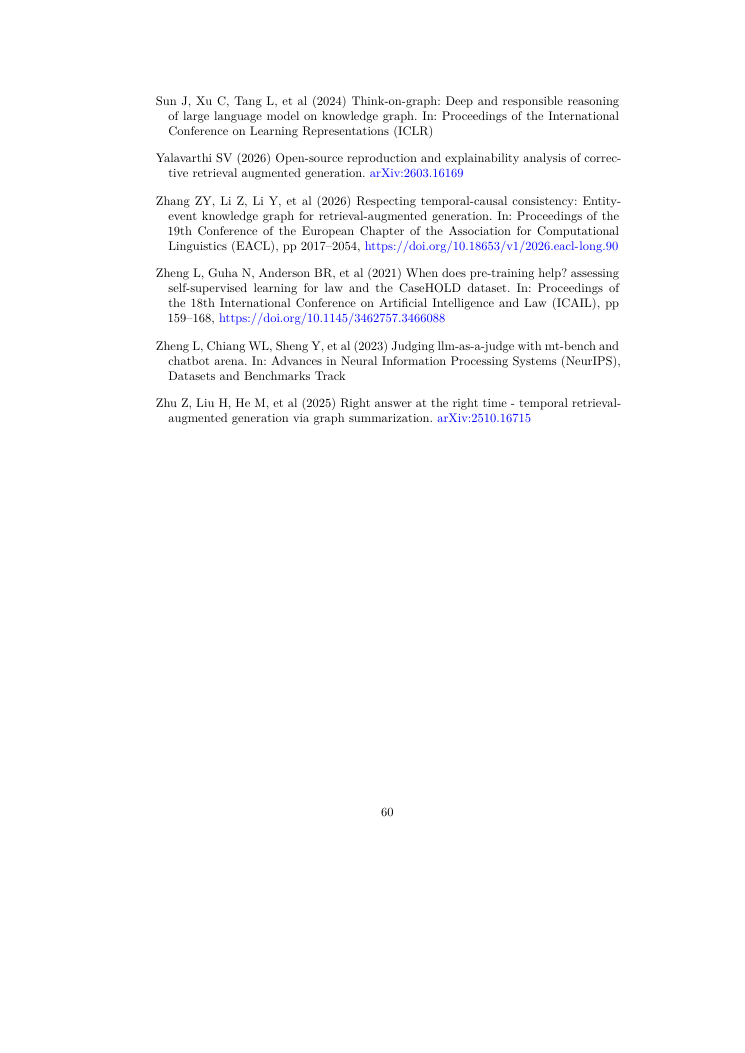 Sun J, Xu C, Tang L, et al (2024) Think-on-graph: Deep and responsible reasoning
of large language model on knowledge graph. In: Proceedings of the International
Conference on Learning Representations (ICLR)
Yalavarthi SV (2026) Open-source reproduction and explainability analysis of correc-
tive retrieval augmented generation. arXiv:2603.16169
Zhang ZY, Li Z, Li Y, et al (2026) Respecting temporal-causal consistency: Entity-
event knowledge graph for retrieval-augmented generation. In: Proceedings of the
19th Conference of the European Chapter of the Association for Computational
Linguistics (EACL), pp 2017–2054, https://doi.org/10.18653/v1/2026.eacl-long.90
Zheng L, Guha N, Anderson BR, et al (2021) When does pre-training help? assessing
self-supervised learning for law and the CaseHOLD dataset. In: Proceedings of
the 18th International Conference on Artificial Intelligence and Law (ICAIL), pp
159–168, https://doi.org/10.1145/3462757.3466088
Zheng L, Chiang WL, Sheng Y, et al (2023) Judging llm-as-a-judge with mt-bench and
chatbot arena. In: Advances in Neural Information Processing Systems (NeurIPS),
Datasets and Benchmarks Track
Zhu Z, Liu H, He M, et al (2025) Right answer at the right time - temporal retrieval-
augmented generation via graph summarization. arXiv:2510.16715
60